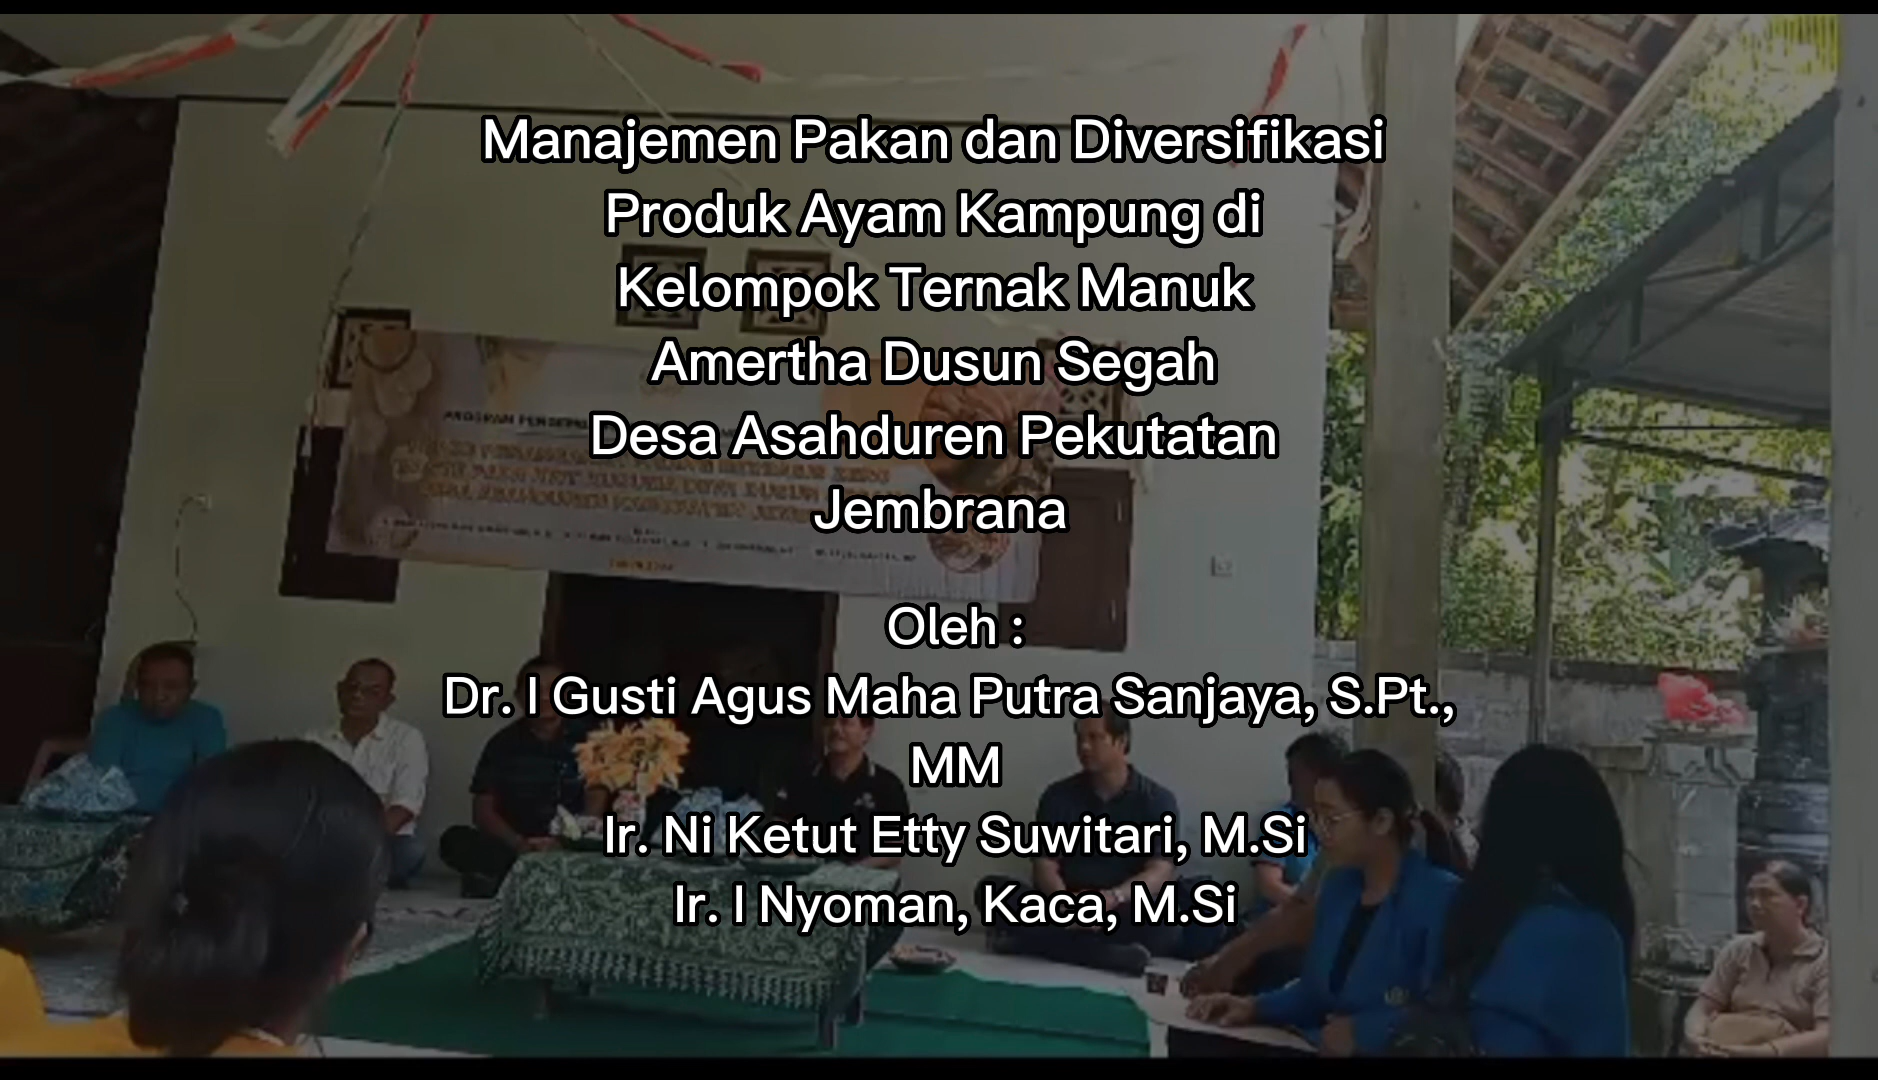 Manajemen Pakan dan Diversifikasi
Produk Ayam Kampung di
Kelompok Ternak Manuk
Amertha Dusun Segah
Desa Asahduren Pekutatan
Jembrana
Oleh :
Dr. I Gusti Agus Maha Putra Sanjaya, S.Pt.,
MM
Ir. Ni Ketut Etty Suwitari, M.Si
Ir. I Nyoman, Kaca, M.Si
PROGRAM